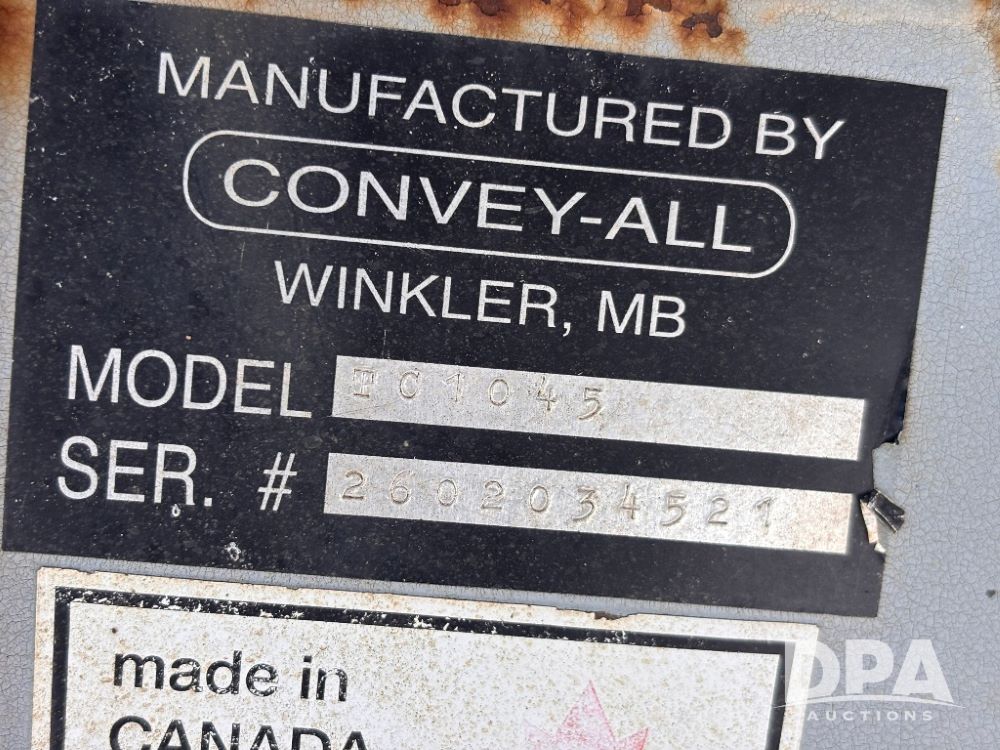 MANUFACTURED BY
CONVEY-ALL
WINKLER, MB
MODEL TC1045
SER. # 2602034521
made in
CANADA
DPA
AUCTIONS